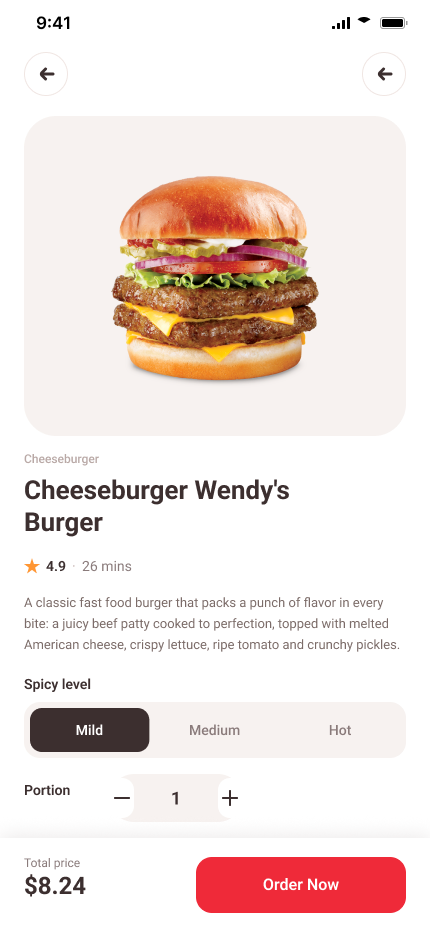 9:41
Cheeseburger
Cheeseburger Wendy's
Burger
4.9 · 26 mins
A classic fast food burger that packs a punch of flavor in every
bite: a juicy beef patty cooked to perfection, topped with melted
American cheese, crispy lettuce, ripe tomato and crunchy pickles.
Spicy level
Mild Medium Hot
Portion 1
Total price
$8.24
Order Now